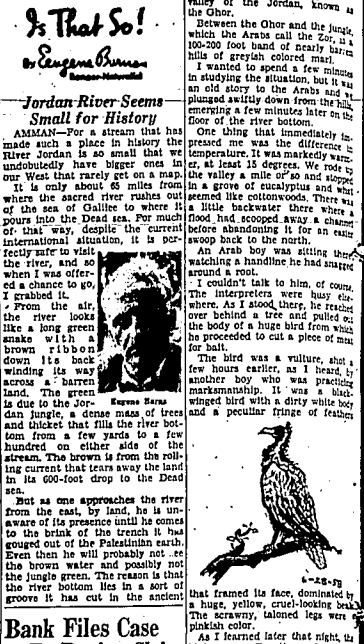 Is That So!
By Eugene Burns
Ranger-Naturalist
Jordan River Seems
Small for History
AMMAN—For a stream that has
made such a place in history the
River Jordan is so small that we
undoubtedly have bigger ones in
our West that rarely get on a map.
It is only about 65 miles from
where the sacred river rushes out
of the sea of Galilee to where it
pours into the Dead sea. For much
of that way, despite the current
international situation, it is per-
fectly safe to visit
the river, and so
when I was offer-
ed a chance to go,
I grabbed it.
From the air,
the river looks
like a long green
snake with a
brown ribbon
down its back
winding its way
across a barren
land. The green
is due to the Jor-
Eugene Burns
dan jungle, a dense mass of trees
and thicket that fills the river bot-
tom from a few yards to a few
hundred on either side of the
stream. The brown is from the roll-
ing current that tears away the land
in its 600-foot drop to the Dead
sea.
But as one approaches the river
from the east, by land, he is un-
aware of its presence until he comes
to the brink of the trench it has
gouged out of the Palestinian earth.
Even then he will probably not see
the brown water and possibly not
the jungle green. The reason is that
the river bottom lies in a sort of
groove it has cut in the ancient
Bank Files Case
valley of the Jordan, known as
the Ghor.
Between the Ghor and the jungle,
which the Arabs call the Zor, is a
100-200 foot band of nearly barren
hills of greyish colored marl.
I wanted to spend a few minutes
in studying the situation, but it was
an old story to the Arabs and we
plunged swiftly down from the hills,
emerging a few minutes later on the
floor of the river bottom.
One thing that immediately im-
pressed me was the difference in
temperature. It was markedly warm-
er, at least 15 degrees. We rode up
the valley a mile or so and stopped
in a grove of eucalyptus and what
seemed like cottonwoods. There was
a little backwater there where a
flood had scooped away a channel
before abandoning it for an easier
swoop back to the north.
An Arab boy was sitting there
watching a handline he had snagged
around a root.
I couldn't talk to him, of course.
The interpreters were busy else-
where. As I stood, there, he reached
over behind a tree and pulled out
the body of a huge bird from which
he proceeded to cut a piece of meat
for bait.
The bird was a vulture, shot a
few hours earlier, as I heard, by
another boy who was practicing
marksmanship. It was a black-
winged bird with a dirty white body
and a peculiar fringe of feathers
6-28-58
that framed its face, dominated by
a huge, yellow, cruel-looking beak.
The scrawny, taloned legs were a
pinkish color.
As I learned later that night, the